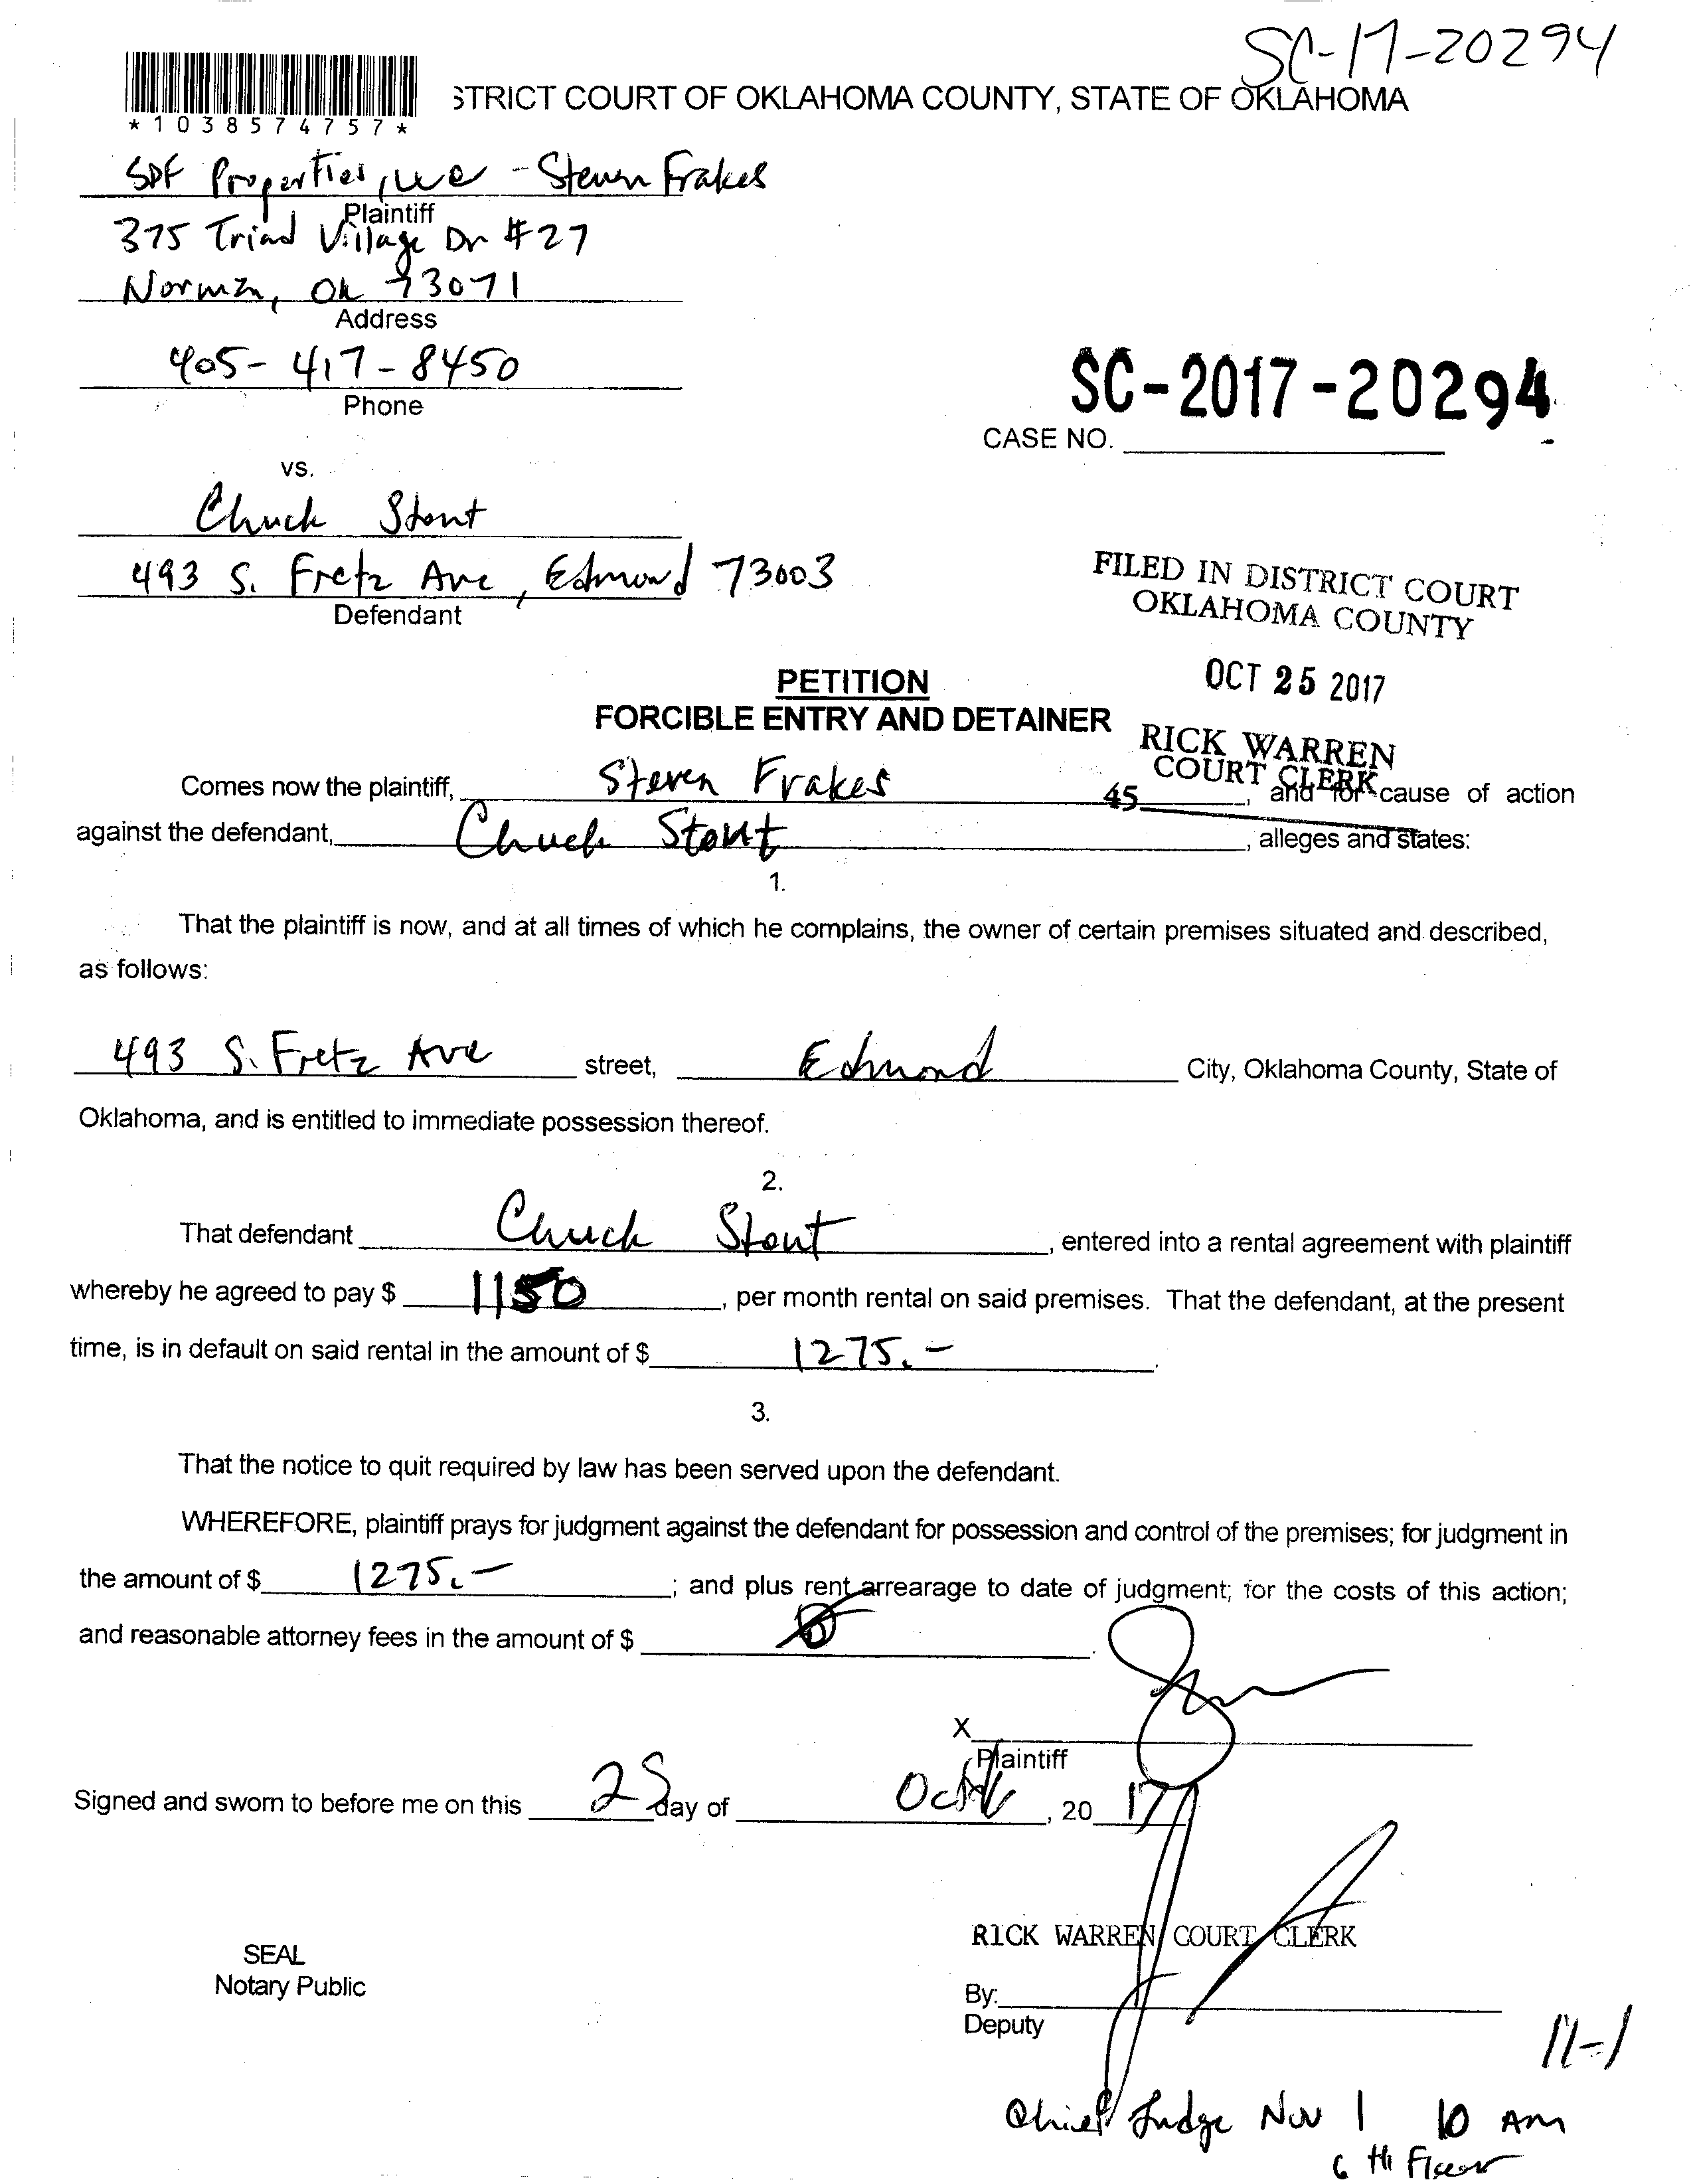 SC-17-20294
*1038574757*
STRICT COURT OF OKLAHOMA COUNTY, STATE OF OKLAHOMA
SDF Properties, LLC - Steven Frakes
Plaintiff
375 Triad Village Dr #27
Norman, Ok 73071
Address
405-417-8450
Phone
SC-2017-20294
CASE NO.
vs.
Chuck Stout
493 S. Fretz Ave, Edmond 73003
Defendant
FILED IN DISTRICT COURT
OKLAHOMA COUNTY
OCT 25 2017
RICK WARREN
COURT CLERK
45
PETITION
FORCIBLE ENTRY AND DETAINER
Comes now the plaintiff, Steven Frakes, and for cause of action
against the defendant, Chuck Stout, alleges and states:
1.
That the plaintiff is now, and at all times of which he complains, the owner of certain premises situated and described,
as follows:
493 S. Fretz Ave street, Edmond City, Oklahoma County, State of
Oklahoma, and is entitled to immediate possession thereof.
2.
That defendant Chuck Stout, entered into a rental agreement with plaintiff
whereby he agreed to pay $ 1150, per month rental on said premises. That the defendant, at the present
time, is in default on said rental in the amount of $ 1275.-.
3.
That the notice to quit required by law has been served upon the defendant.
WHEREFORE, plaintiff prays for judgment against the defendant for possession and control of the premises; for judgment in
the amount of $ 1275.-; and plus rent arrearage to date of judgment; for the costs of this action;
and reasonable attorney fees in the amount of $
X
Plaintiff
Signed and sworn to before me on this 25 day of Oct, 20 17
RICK WARREN COURT CLERK
SEAL
Notary Public
By:
Deputy
11-1
Chief Judge Nov 1 10 AM
6th Floor